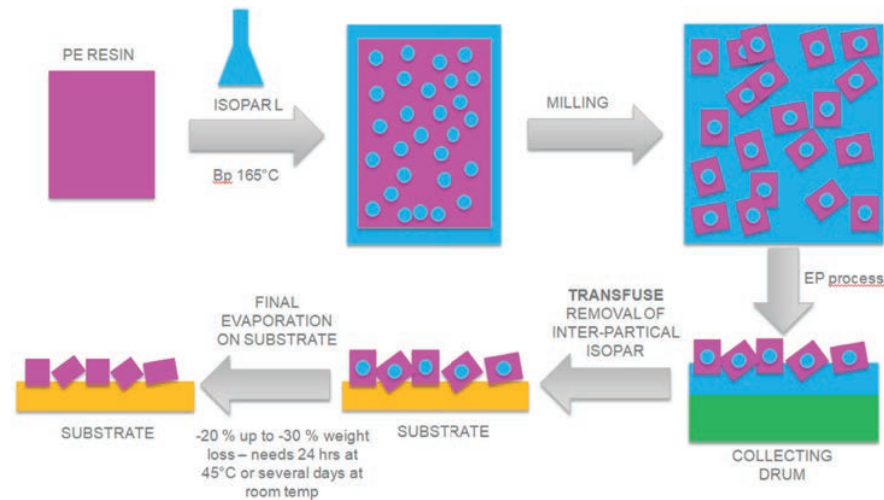 PE RESIN
ISOPAR L
Bp 165°C
MILLING
EP process
TRANSFUSE
REMOVAL OF
INTER-PARTICAL
ISOPAR
FINAL
EVAPORATION
ON SUBSTRATE
SUBSTRATE
-20 % up to -30 % weight
loss – needs 24 hrs at
45°C or several days at
room temp
SUBSTRATE
COLLECTING
DRUM